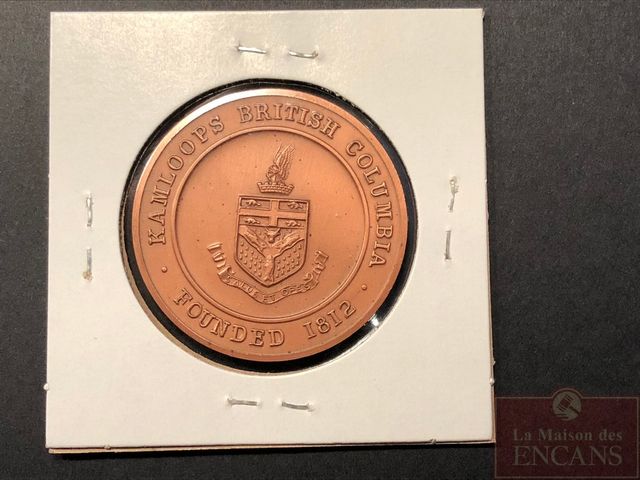 KAMLOOPS BRITISH COLUMBIA
· FOUNDED 1812 ·
La Maison des
ENCANS